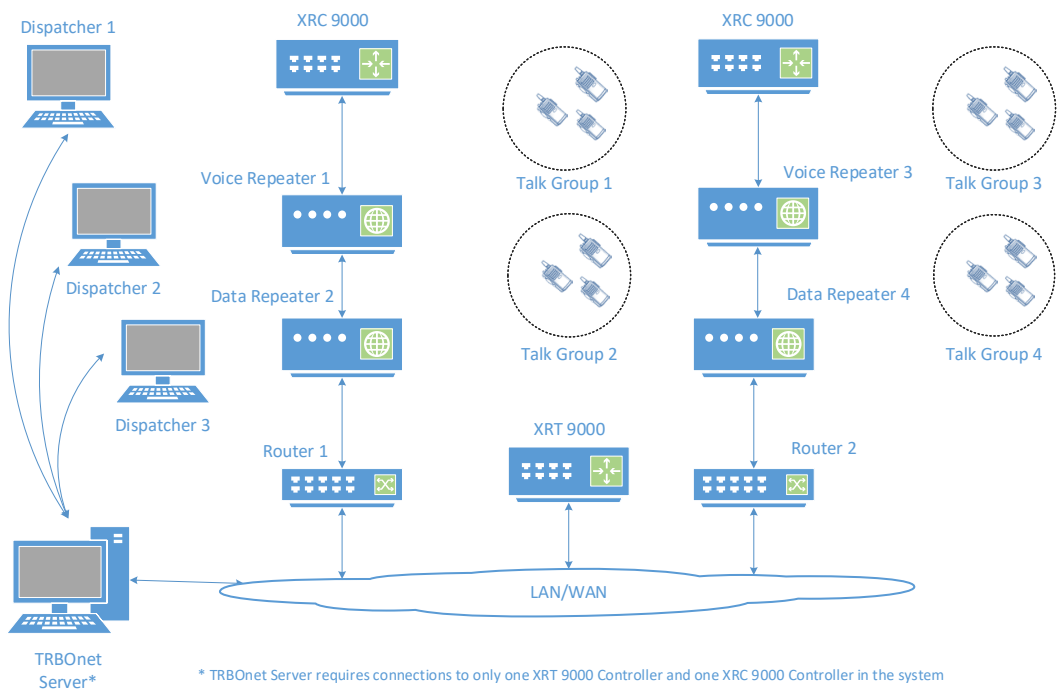 Dispatcher 1
XRC 9000
XRC 9000
Voice Repeater 1
Talk Group 1
Voice Repeater 3
Talk Group 3
Dispatcher 2
Data Repeater 2
Data Repeater 4
Talk Group 2
Talk Group 4
Dispatcher 3
XRT 9000
Router 1
Router 2
LAN/WAN
TRBOnet
Server*
* TRBOnet Server requires connections to only one XRT 9000 Controller and one XRC 9000 Controller in the system